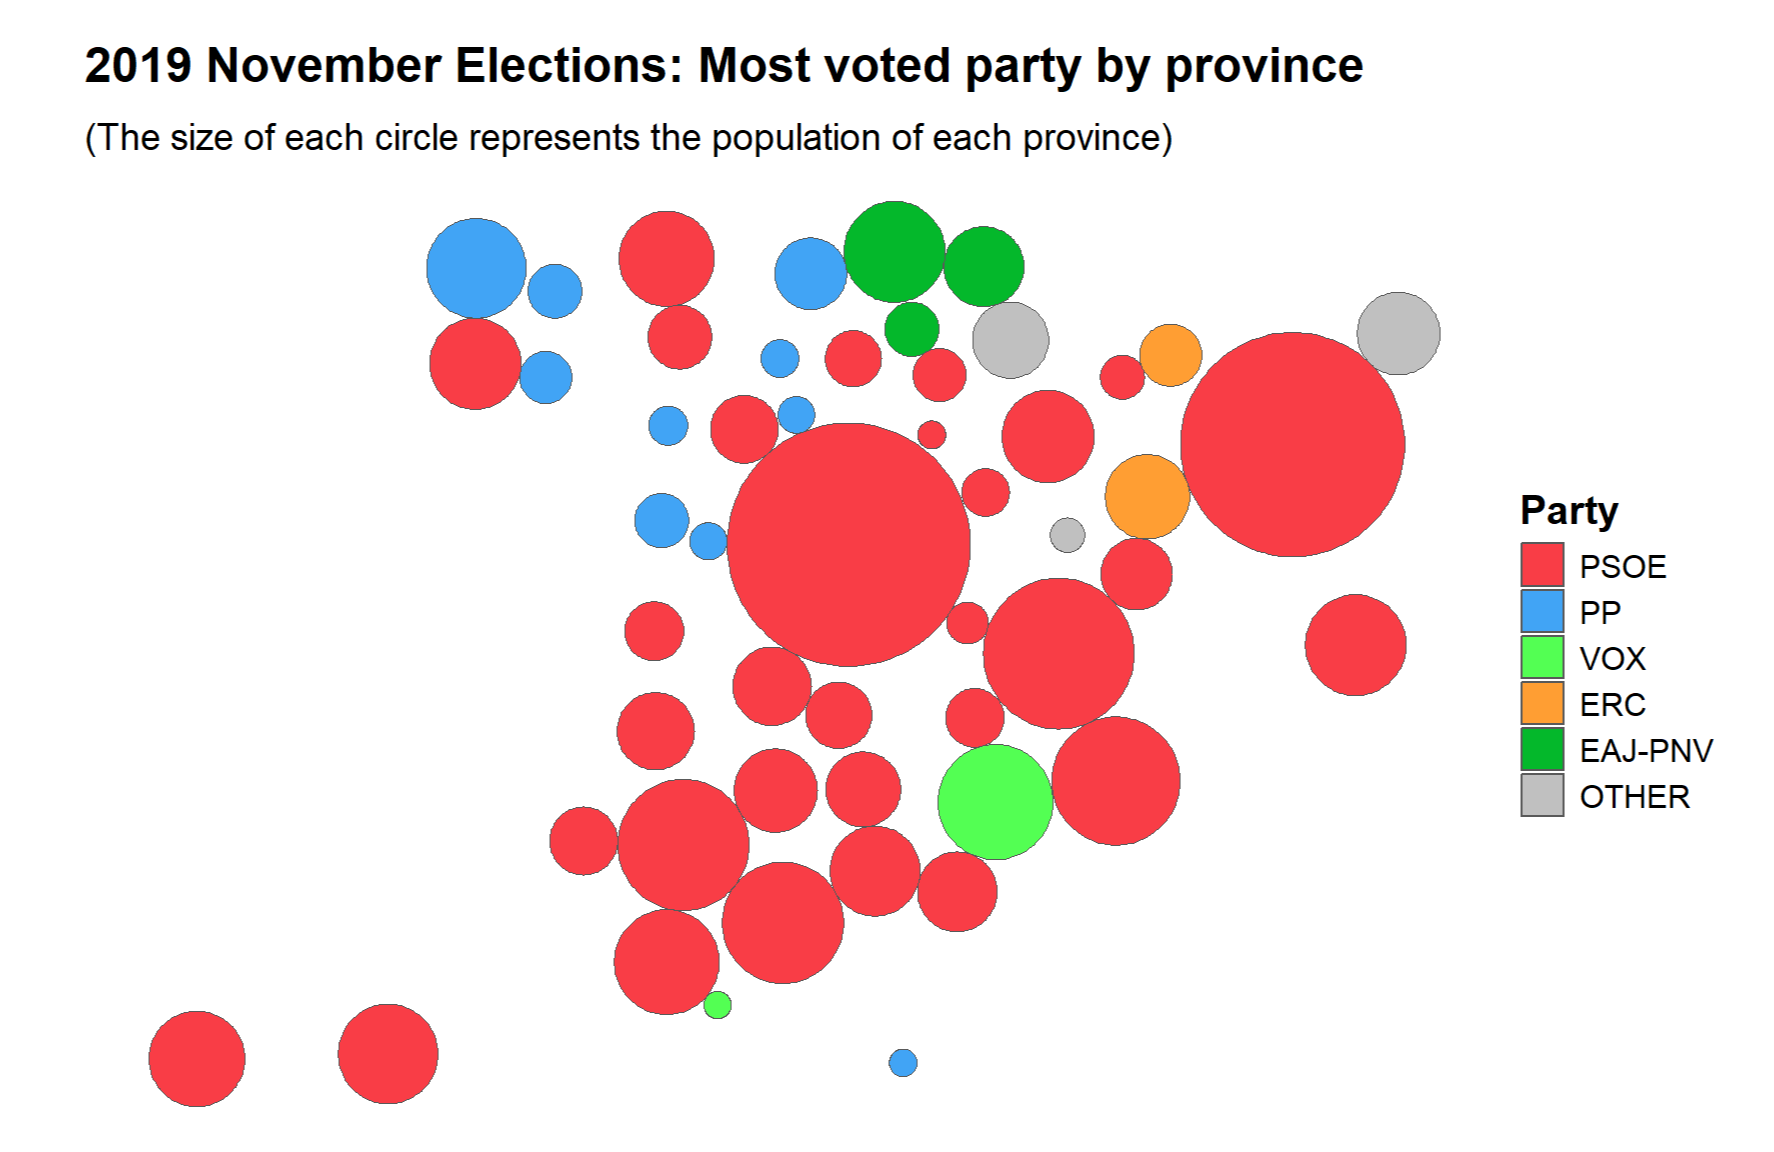 2019 November Elections: Most voted party by province
(The size of each circle represents the population of each province)
Party
PSOE
PP
VOX
ERC
EAJ-PNV
OTHER